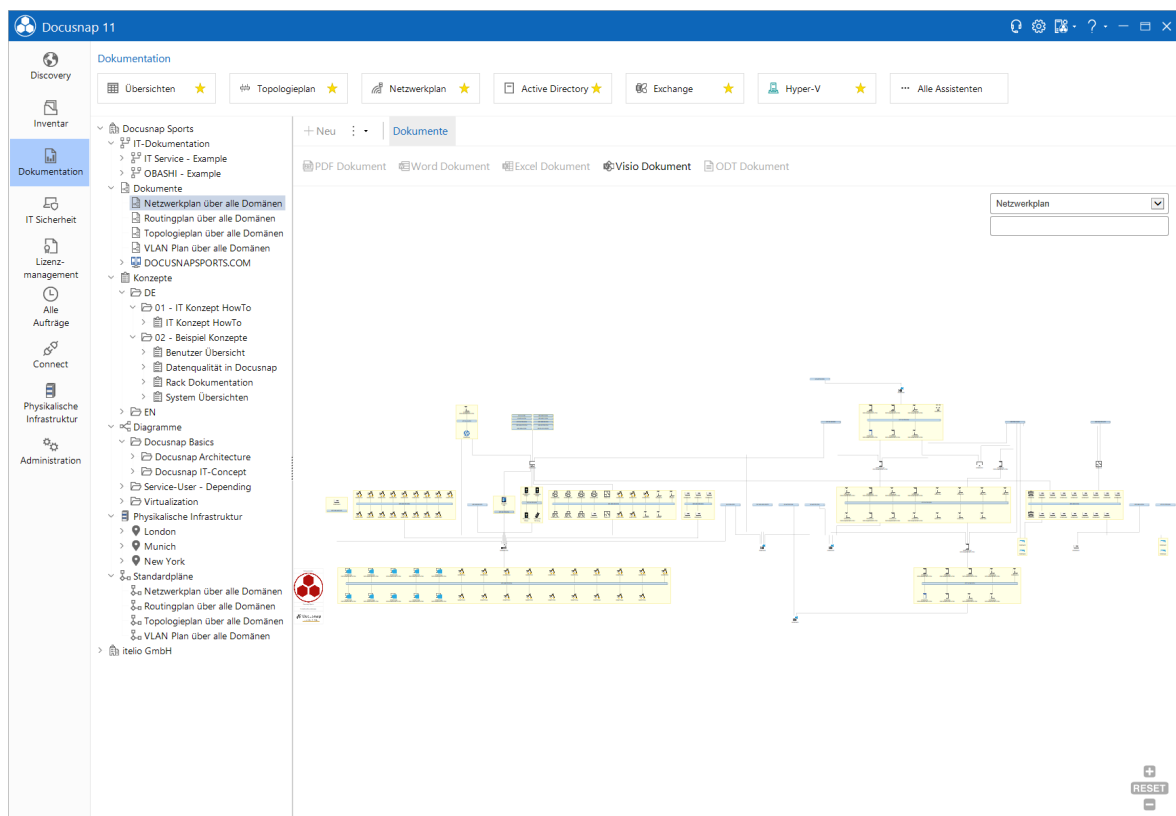 Docusnap 11
Discovery
Inventar
Dokumentation
IT Sicherheit
Lizenz-
management
Alle
Aufträge
Connect
Physikalische
Infrastruktur
Administration
Dokumentation
Übersichten
Topologieplan
Netzwerkplan
Active Directory
Exchange
Hyper-V
Alle Assistenten
Docusnap Sports
IT-Dokumentation
IT Service - Example
OBASHI - Example
Dokumente
Netzwerkplan über alle Domänen
Routingplan über alle Domänen
Topologieplan über alle Domänen
VLAN Plan über alle Domänen
DOCUSNAPSPORTS.COM
Konzepte
DE
01 - IT Konzept HowTo
IT Konzept HowTo
02 - Beispiel Konzepte
Benutzer Übersicht
Datenqualität in Docusnap
Rack Dokumentation
System Übersichten
EN
Diagramme
Docusnap Basics
Docusnap Architecture
Docusnap IT-Concept
Service-User - Depending
Virtualization
Physikalische Infrastruktur
London
Munich
New York
Standardpläne
Netzwerkplan über alle Domänen
Routingplan über alle Domänen
Topologieplan über alle Domänen
VLAN Plan über alle Domänen
itelio GmbH
Neu
Dokumente
PDF Dokument
Word Dokument
Excel Dokument
Visio Dokument
ODT Dokument
Netzwerkplan
Docusnap
RESET